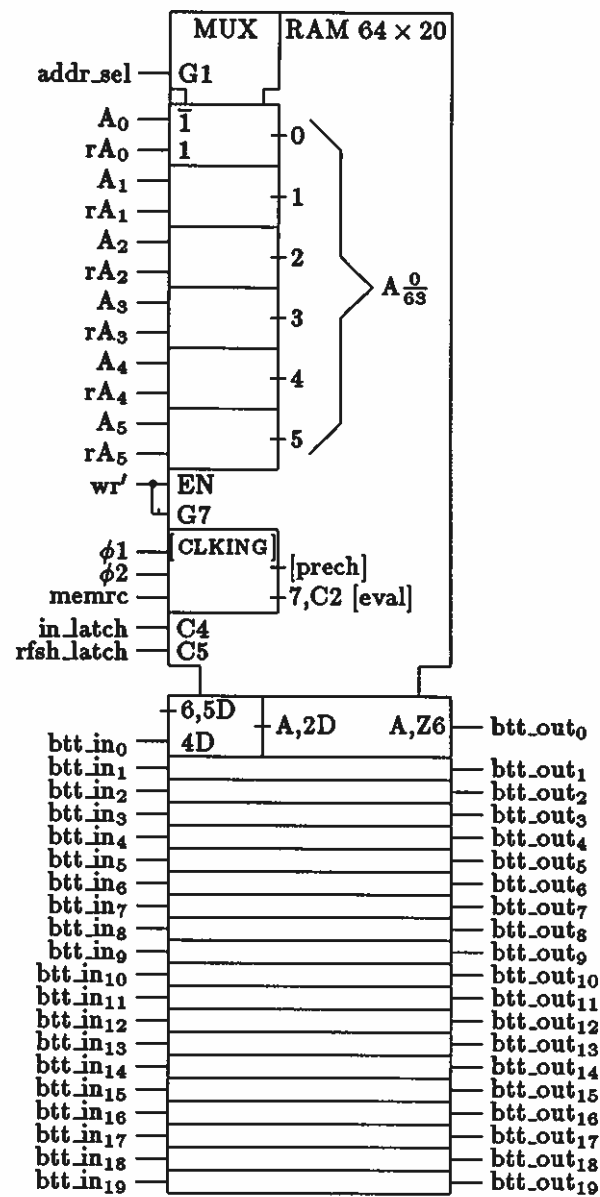 MUX RAM 64 × 20
addr_sel G1
A₀ 1̅ 0
rA₀ 1
A₁ 1
rA₁
A₂ 2
rA₂
A 0/63
A₃ 3
rA₃
A₄ 4
rA₄
A₅ 5
rA₅
wr′ EN
G7
ϕ1 [CLKING]
ϕ2 [prech]
memrc 7,C2 [eval]
in_latch C4
rfsh_latch C5
6,5D A,2D A,Z6 btt_out₀
btt_in₀ 4D
btt_in₁ btt_out₁
btt_in₂ btt_out₂
btt_in₃ btt_out₃
btt_in₄ btt_out₄
btt_in₅ btt_out₅
btt_in₆ btt_out₆
btt_in₇ btt_out₇
btt_in₈ btt_out₈
btt_in₉ btt_out₉
btt_in₁₀ btt_out₁₀
btt_in₁₁ btt_out₁₁
btt_in₁₂ btt_out₁₂
btt_in₁₃ btt_out₁₃
btt_in₁₄ btt_out₁₄
btt_in₁₅ btt_out₁₅
btt_in₁₆ btt_out₁₆
btt_in₁₇ btt_out₁₇
btt_in₁₈ btt_out₁₈
btt_in₁₉ btt_out₁₉